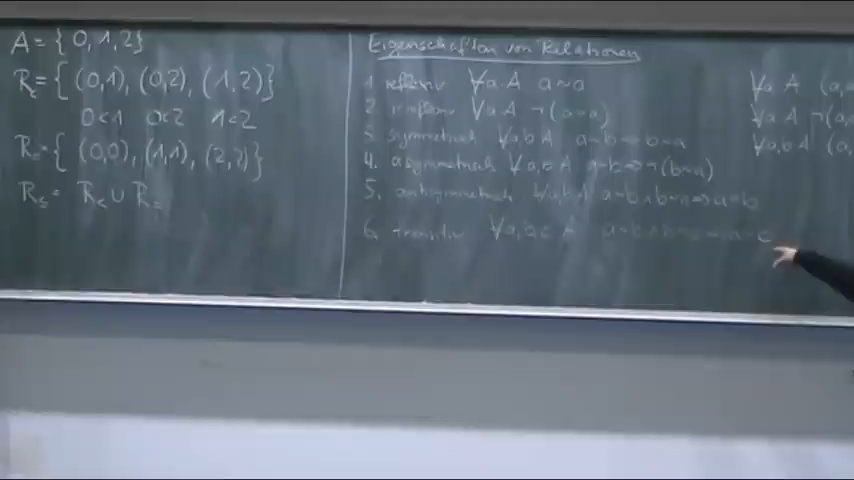 A = { 0, 1, 2 }
R< = { (0,1), (0,2), (1,2) }
0<1 0<2 1<2
R= = { (0,0), (1,1), (2,2) }
R≤ = R< ∪ R=
Eigenschaften von Relationen
1. reflexiv ∀a∈A a~a
2. irreflexiv ∀a∈A ¬(a~a)
3. symmetrisch ∀a,b∈A a~b ⇒ b~a
4. asymmetrisch ∀a,b∈A a~b ⇒ ¬(b~a)
5. antisymmetrisch ∀a,b∈A a~b ∧ b~a ⇒ a=b
6. transitiv ∀a,b,c∈A a~b ∧ b~c ⇒ a~c
∀a∈A (a,a
∀a∈A ¬(a,
∀a,b∈A (a,